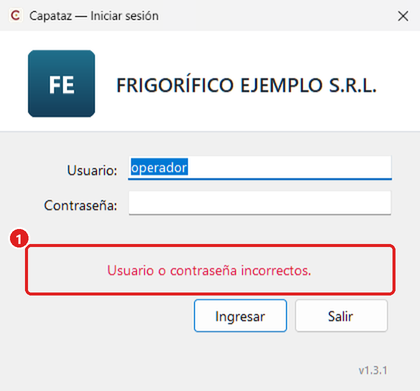 Capataz — Iniciar sesión
FE
FRIGORÍFICO EJEMPLO S.R.L.
Usuario:
operador
Contraseña:
1
Usuario o contraseña incorrectos.
Ingresar
Salir
v1.3.1